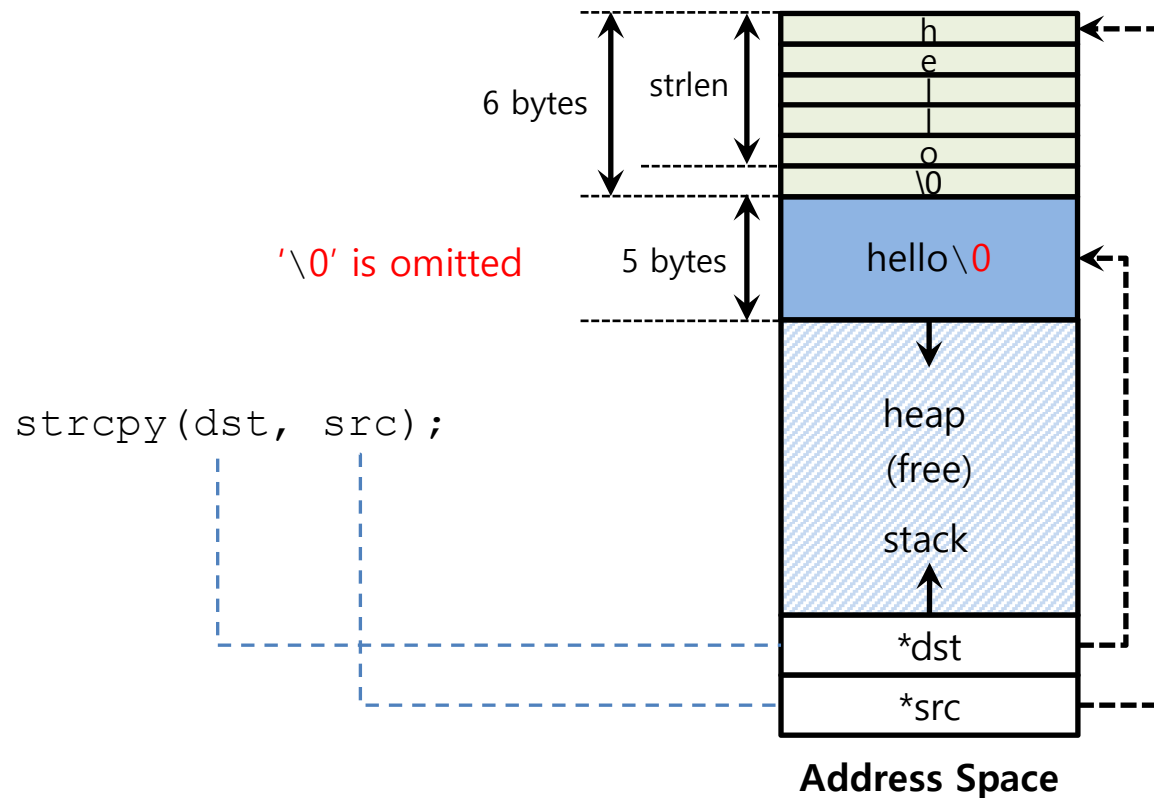 h
e
l
l
o
\0
6 bytes
strlen
'\0' is omitted
5 bytes
hello\0
strcpy(dst, src);
heap
(free)
stack
*dst
*src
Address Space